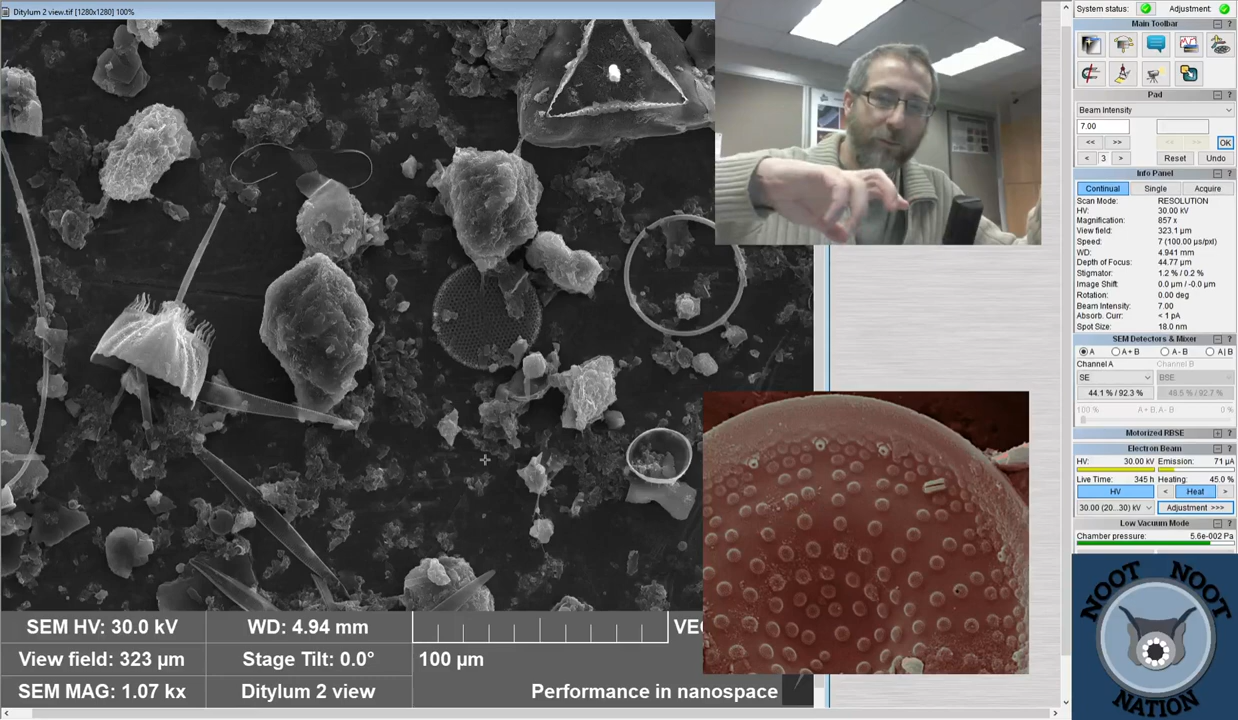 Ditylum 2 view.tif [1280x1280] 100%
SEM HV: 30.0 kV
WD: 4.94 mm
View field: 323 µm
Stage Tilt: 0.0°
100 µm
SEM MAG: 1.07 kx
Ditylum 2 view
Performance in nanospace
System status:
Adjustment:
Main Toolbar
Pad
Beam Intensity
7.00
<< >>
OK
< 3 >
Reset
Undo
Info Panel
Continual
Single
Acquire
Scan Mode: RESOLUTION
HV: 30.00 kV
Magnification: 857 x
View field: 323.1 µm
Speed: 7 (100.00 µs/pxl)
WD: 4.941 mm
Depth of Focus: 44.77 µm
Stigmator: 1.2 % / 0.2 %
Image Shift: 0.0 µm / -0.0 µm
Rotation: 0.00 deg
Beam Intensity: 7.00
Absorb. Curr: < 1 pA
Spot Size: 18.0 nm
SEM Detectors & Mixer
A A + B A - B A | B
Channel A
Channel B
SE
BSE
44.1 % / 92.3 %
48.5 % / 92.7 %
100 % A+B.A-B 0 %
Motorized RBSE
Electron Beam
HV: 30.00 kV Emission: 71 µA
Live Time: 345 h Heating: 45.0 %
HV < Heat >
30.00 (20...30) kV
Adjustment >>>
Low Vacuum Mode
Chamber pressure: 5.6e-002 Pa
NOOT NOOT
NATION